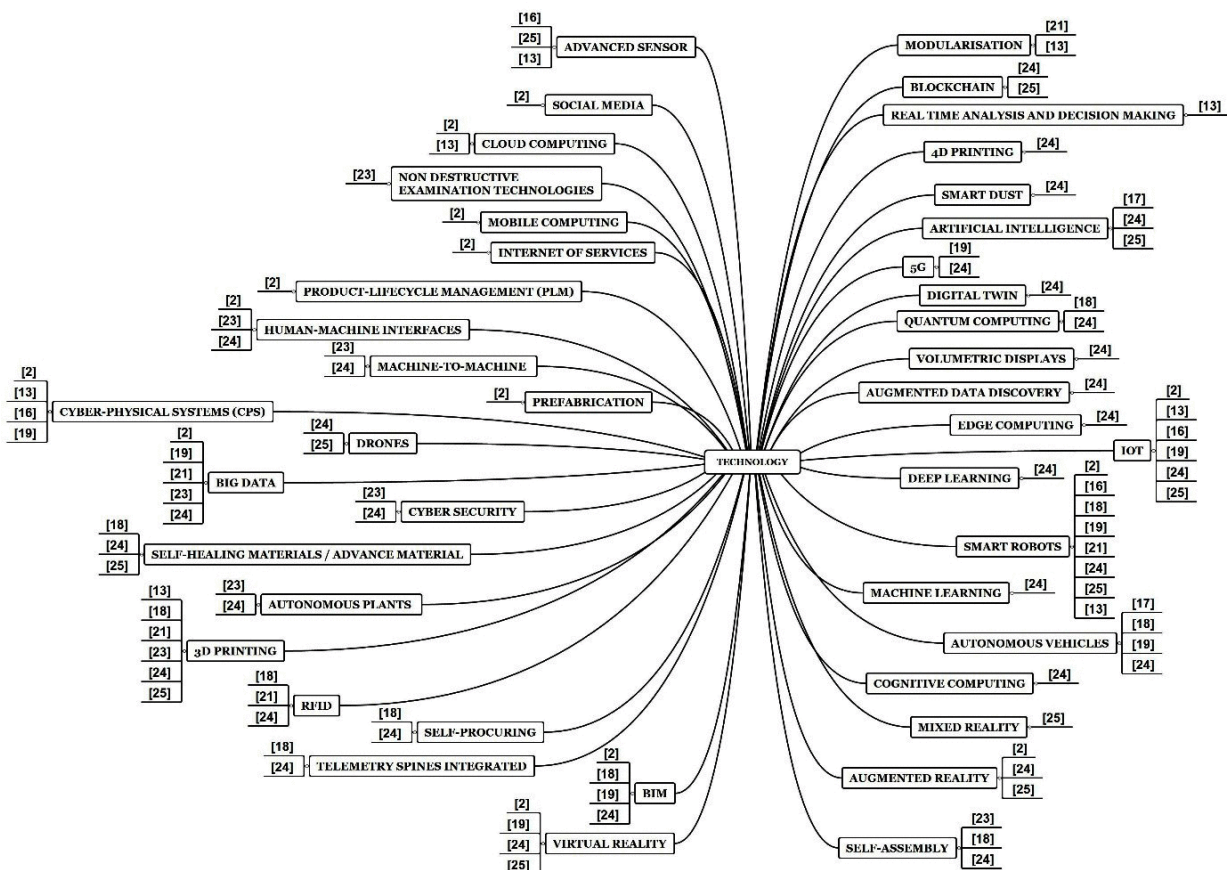 [16]
[25]
[13]
ADVANCED SENSOR
[2]
SOCIAL MEDIA
[2]
[13]
CLOUD COMPUTING
[23]
NON DESTRUCTIVE
EXAMINATION TECHNOLOGIES
[2]
MOBILE COMPUTING
[2]
INTERNET OF SERVICES
[2]
PRODUCT-LIFECYCLE MANAGEMENT (PLM)
[2]
[23]
[24]
HUMAN-MACHINE INTERFACES
[23]
[24]
MACHINE-TO-MACHINE
[2]
PREFABRICATION
[2]
[13]
[16]
[19]
CYBER-PHYSICAL SYSTEMS (CPS)
[24]
[25]
DRONES
[2]
[19]
[21]
[23]
[24]
BIG DATA
[23]
[24]
CYBER SECURITY
[18]
[24]
[25]
SELF-HEALING MATERIALS / ADVANCE MATERIAL
[23]
[24]
AUTONOMOUS PLANTS
[13]
[18]
[21]
[23]
[24]
[25]
3D PRINTING
[18]
[21]
[24]
RFID
[18]
[24]
SELF-PROCURING
[18]
[24]
TELEMETRY SPINES INTEGRATED
[2]
[18]
[19]
[24]
BIM
[2]
[19]
[24]
[25]
VIRTUAL REALITY
TECHNOLOGY
MODULARISATION
[21]
[13]
BLOCKCHAIN
[24]
[25]
REAL TIME ANALYSIS AND DECISION MAKING
[13]
4D PRINTING
[24]
SMART DUST
[24]
ARTIFICIAL INTELLIGENCE
[17]
[24]
[25]
5G
[19]
[24]
DIGITAL TWIN
[24]
QUANTUM COMPUTING
[18]
[24]
VOLUMETRIC DISPLAYS
[24]
AUGMENTED DATA DISCOVERY
[24]
EDGE COMPUTING
[24]
IOT
[2]
[13]
[16]
[19]
[24]
[25]
DEEP LEARNING
[24]
SMART ROBOTS
[2]
[16]
[18]
[19]
[21]
[24]
[25]
[13]
MACHINE LEARNING
[24]
AUTONOMOUS VEHICLES
[17]
[18]
[19]
[24]
COGNITIVE COMPUTING
[24]
MIXED REALITY
[25]
AUGMENTED REALITY
[2]
[24]
[25]
SELF-ASSEMBLY
[23]
[18]
[24]